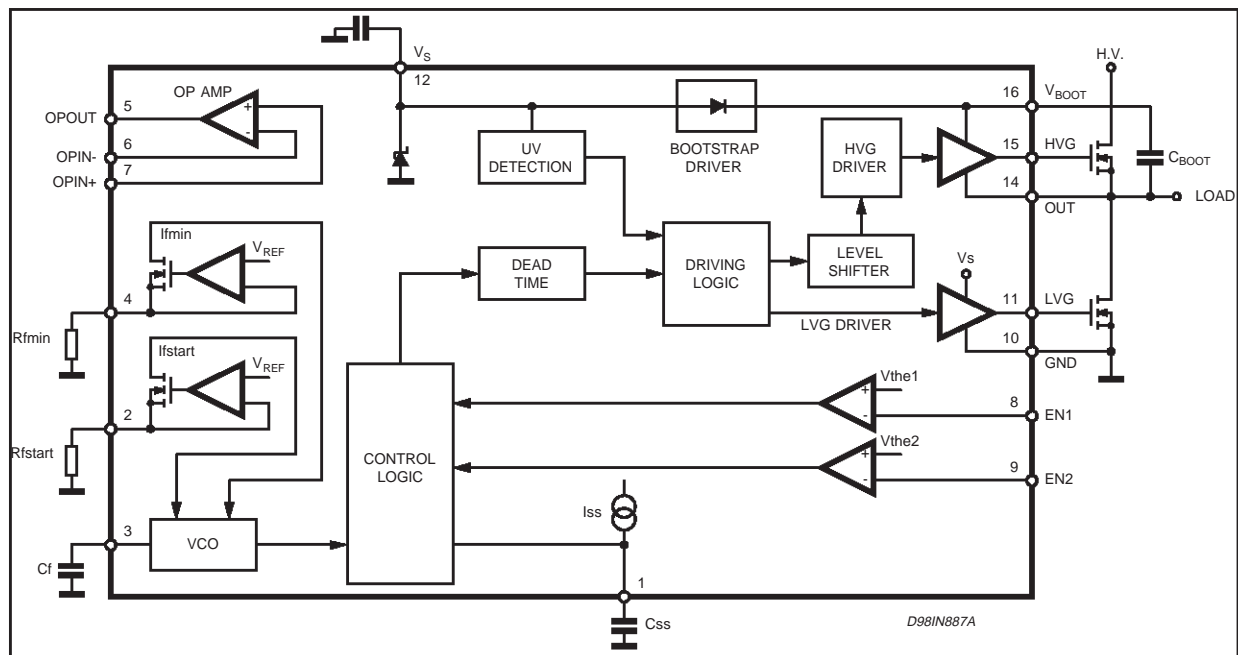 VS
12
H.V.
OP AMP
16
VBOOT
5
OPOUT
+
-
6
OPIN-
7
OPIN+
UV
DETECTION
BOOTSTRAP
DRIVER
HVG
DRIVER
15
HVG
CBOOT
14
OUT
LOAD
Ifmin
VREF
4
Rfmin
DEAD
TIME
DRIVING
LOGIC
LEVEL
SHIFTER
Vs
11
LVG
LVG DRIVER
10
GND
Ifstart
VREF
2
Rfstart
CONTROL
LOGIC
Vthe1
+
-
8
EN1
Vthe2
+
-
9
EN2
Iss
3
VCO
Cf
1
Css
D98IN887A